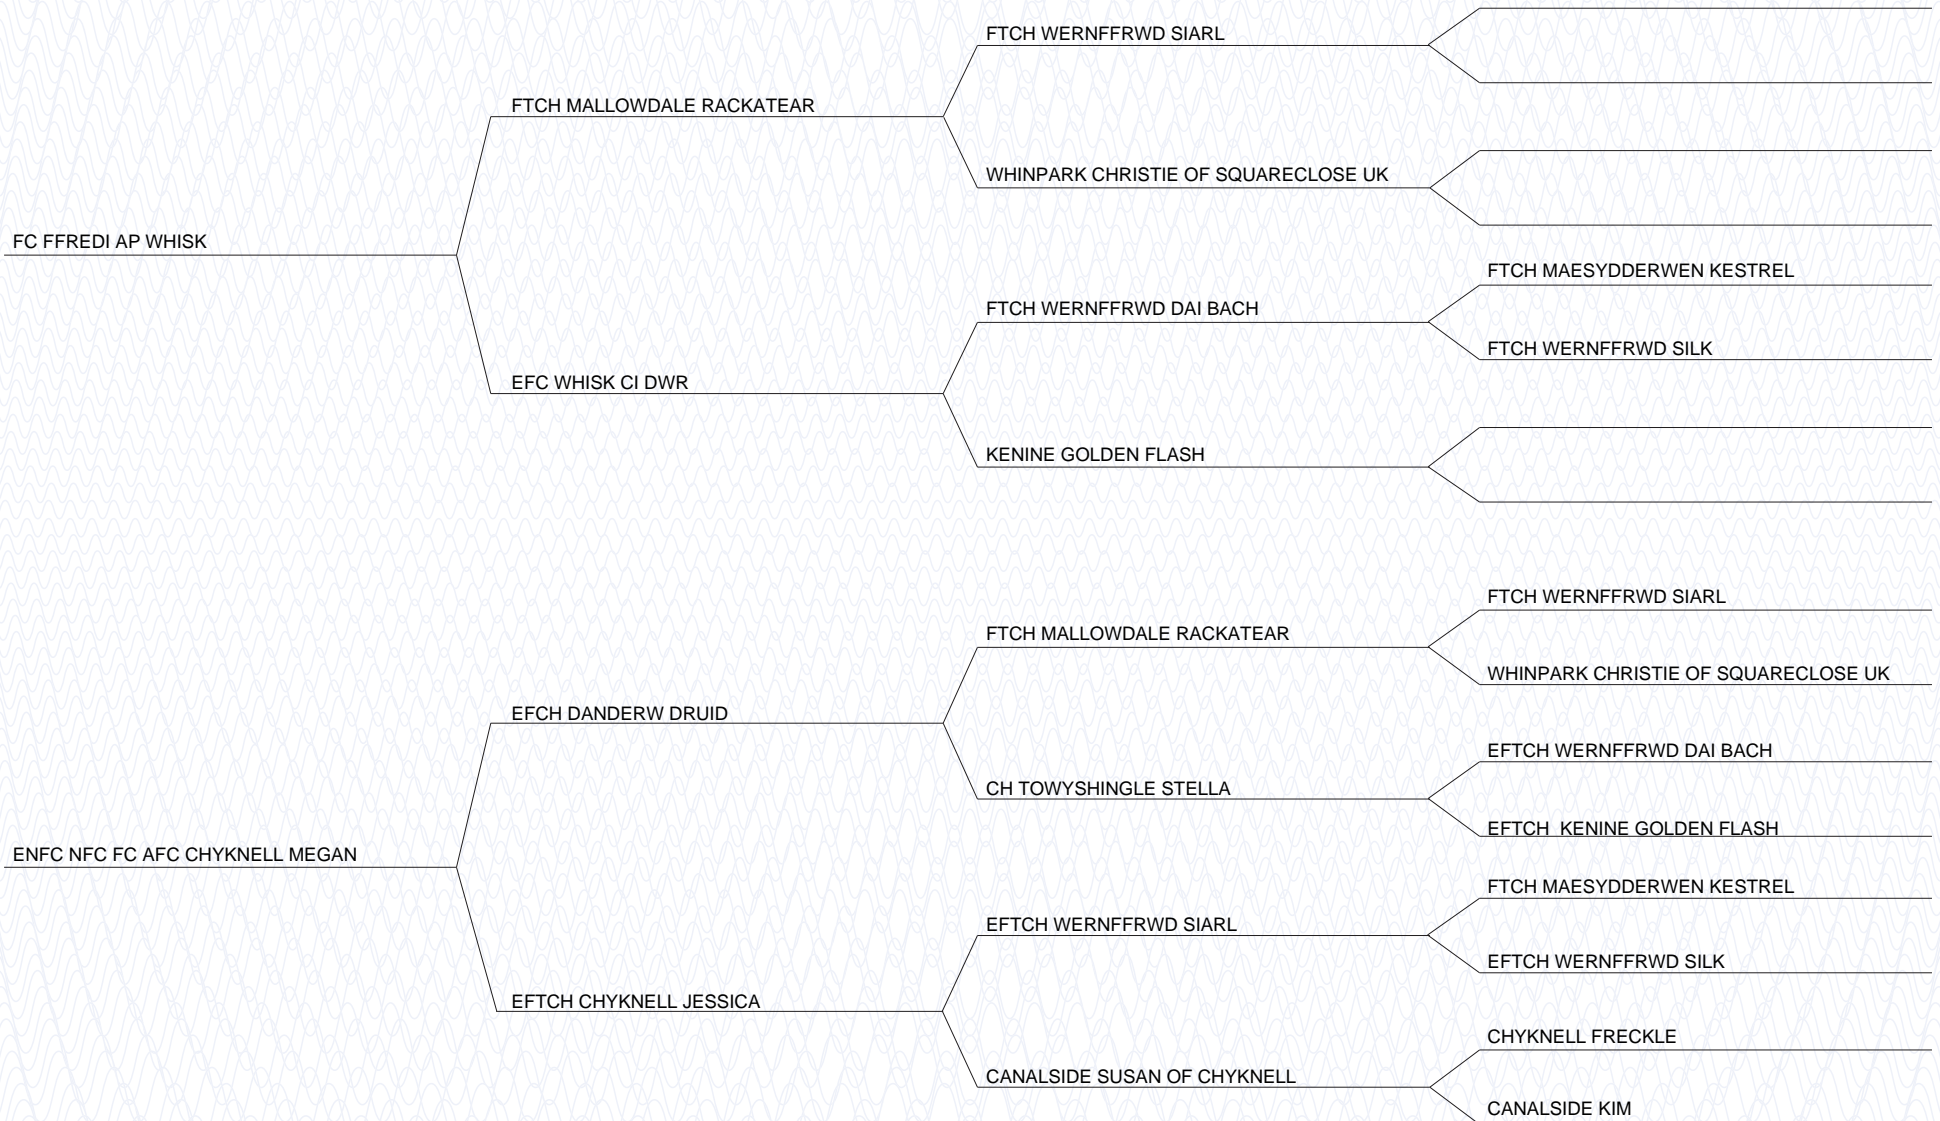 FTCH WERNFFRWD SIARL
FTCH MALLOWDALE RACKATEAR
WHINPARK CHRISTIE OF SQUARECLOSE UK
FC FFREDI AP WHISK
FTCH MAESYDDERWEN KESTREL
FTCH WERNFFRWD DAI BACH
FTCH WERNFFRWD SILK
EFC WHISK CI DWR
KENINE GOLDEN FLASH
FTCH WERNFFRWD SIARL
FTCH MALLOWDALE RACKATEAR
WHINPARK CHRISTIE OF SQUARECLOSE UK
EFCH DANDERW DRUID
EFTCH WERNFFRWD DAI BACH
CH TOWYSHINGLE STELLA
EFTCH  KENINE GOLDEN FLASH
ENFC NFC FC AFC CHYKNELL MEGAN
FTCH MAESYDDERWEN KESTREL
EFTCH WERNFFRWD SIARL
EFTCH WERNFFRWD SILK
EFTCH CHYKNELL JESSICA
CHYKNELL FRECKLE
CANALSIDE SUSAN OF CHYKNELL
CANALSIDE KIM